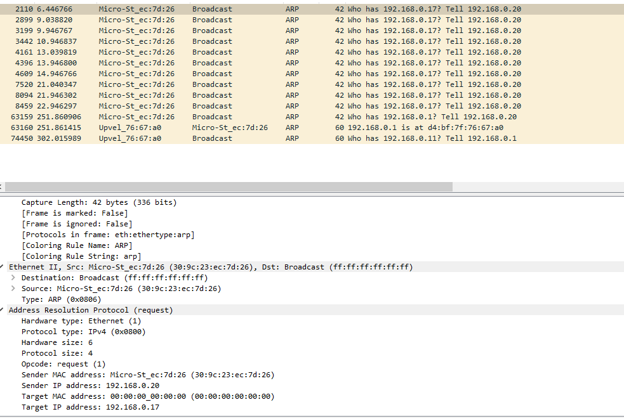 2110 6.446766 Micro-St_ec:7d:26 Broadcast ARP 42 Who has 192.168.0.17? Tell 192.168.0.20
2899 9.038820 Micro-St_ec:7d:26 Broadcast ARP 42 Who has 192.168.0.17? Tell 192.168.0.20
3199 9.946767 Micro-St_ec:7d:26 Broadcast ARP 42 Who has 192.168.0.17? Tell 192.168.0.20
3442 10.946837 Micro-St_ec:7d:26 Broadcast ARP 42 Who has 192.168.0.17? Tell 192.168.0.20
4161 13.039819 Micro-St_ec:7d:26 Broadcast ARP 42 Who has 192.168.0.17? Tell 192.168.0.20
4396 13.946800 Micro-St_ec:7d:26 Broadcast ARP 42 Who has 192.168.0.17? Tell 192.168.0.20
4609 14.946766 Micro-St_ec:7d:26 Broadcast ARP 42 Who has 192.168.0.17? Tell 192.168.0.20
7520 21.040347 Micro-St_ec:7d:26 Broadcast ARP 42 Who has 192.168.0.17? Tell 192.168.0.20
8094 21.946302 Micro-St_ec:7d:26 Broadcast ARP 42 Who has 192.168.0.17? Tell 192.168.0.20
8459 22.946297 Micro-St_ec:7d:26 Broadcast ARP 42 Who has 192.168.0.17? Tell 192.168.0.20
63159 251.860906 Micro-St_ec:7d:26 Broadcast ARP 42 Who has 192.168.0.1? Tell 192.168.0.20
63160 251.861415 Upvel_76:67:a0 Micro-St_ec:7d:26 ARP 60 192.168.0.1 is at d4:bf:7f:76:67:a0
74450 302.015989 Upvel_76:67:a0 Broadcast ARP 60 Who has 192.168.0.11? Tell 192.168.0.1
Capture Length: 42 bytes (336 bits)
[Frame is marked: False]
[Frame is ignored: False]
[Protocols in frame: eth:ethertype:arp]
[Coloring Rule Name: ARP]
[Coloring Rule String: arp]
Ethernet II, Src: Micro-St_ec:7d:26 (30:9c:23:ec:7d:26), Dst: Broadcast (ff:ff:ff:ff:ff:ff)
Destination: Broadcast (ff:ff:ff:ff:ff:ff)
Source: Micro-St_ec:7d:26 (30:9c:23:ec:7d:26)
Type: ARP (0x0806)
Address Resolution Protocol (request)
Hardware type: Ethernet (1)
Protocol type: IPv4 (0x0800)
Hardware size: 6
Protocol size: 4
Opcode: request (1)
Sender MAC address: Micro-St_ec:7d:26 (30:9c:23:ec:7d:26)
Sender IP address: 192.168.0.20
Target MAC address: 00:00:00_00:00:00 (00:00:00:00:00:00)
Target IP address: 192.168.0.17